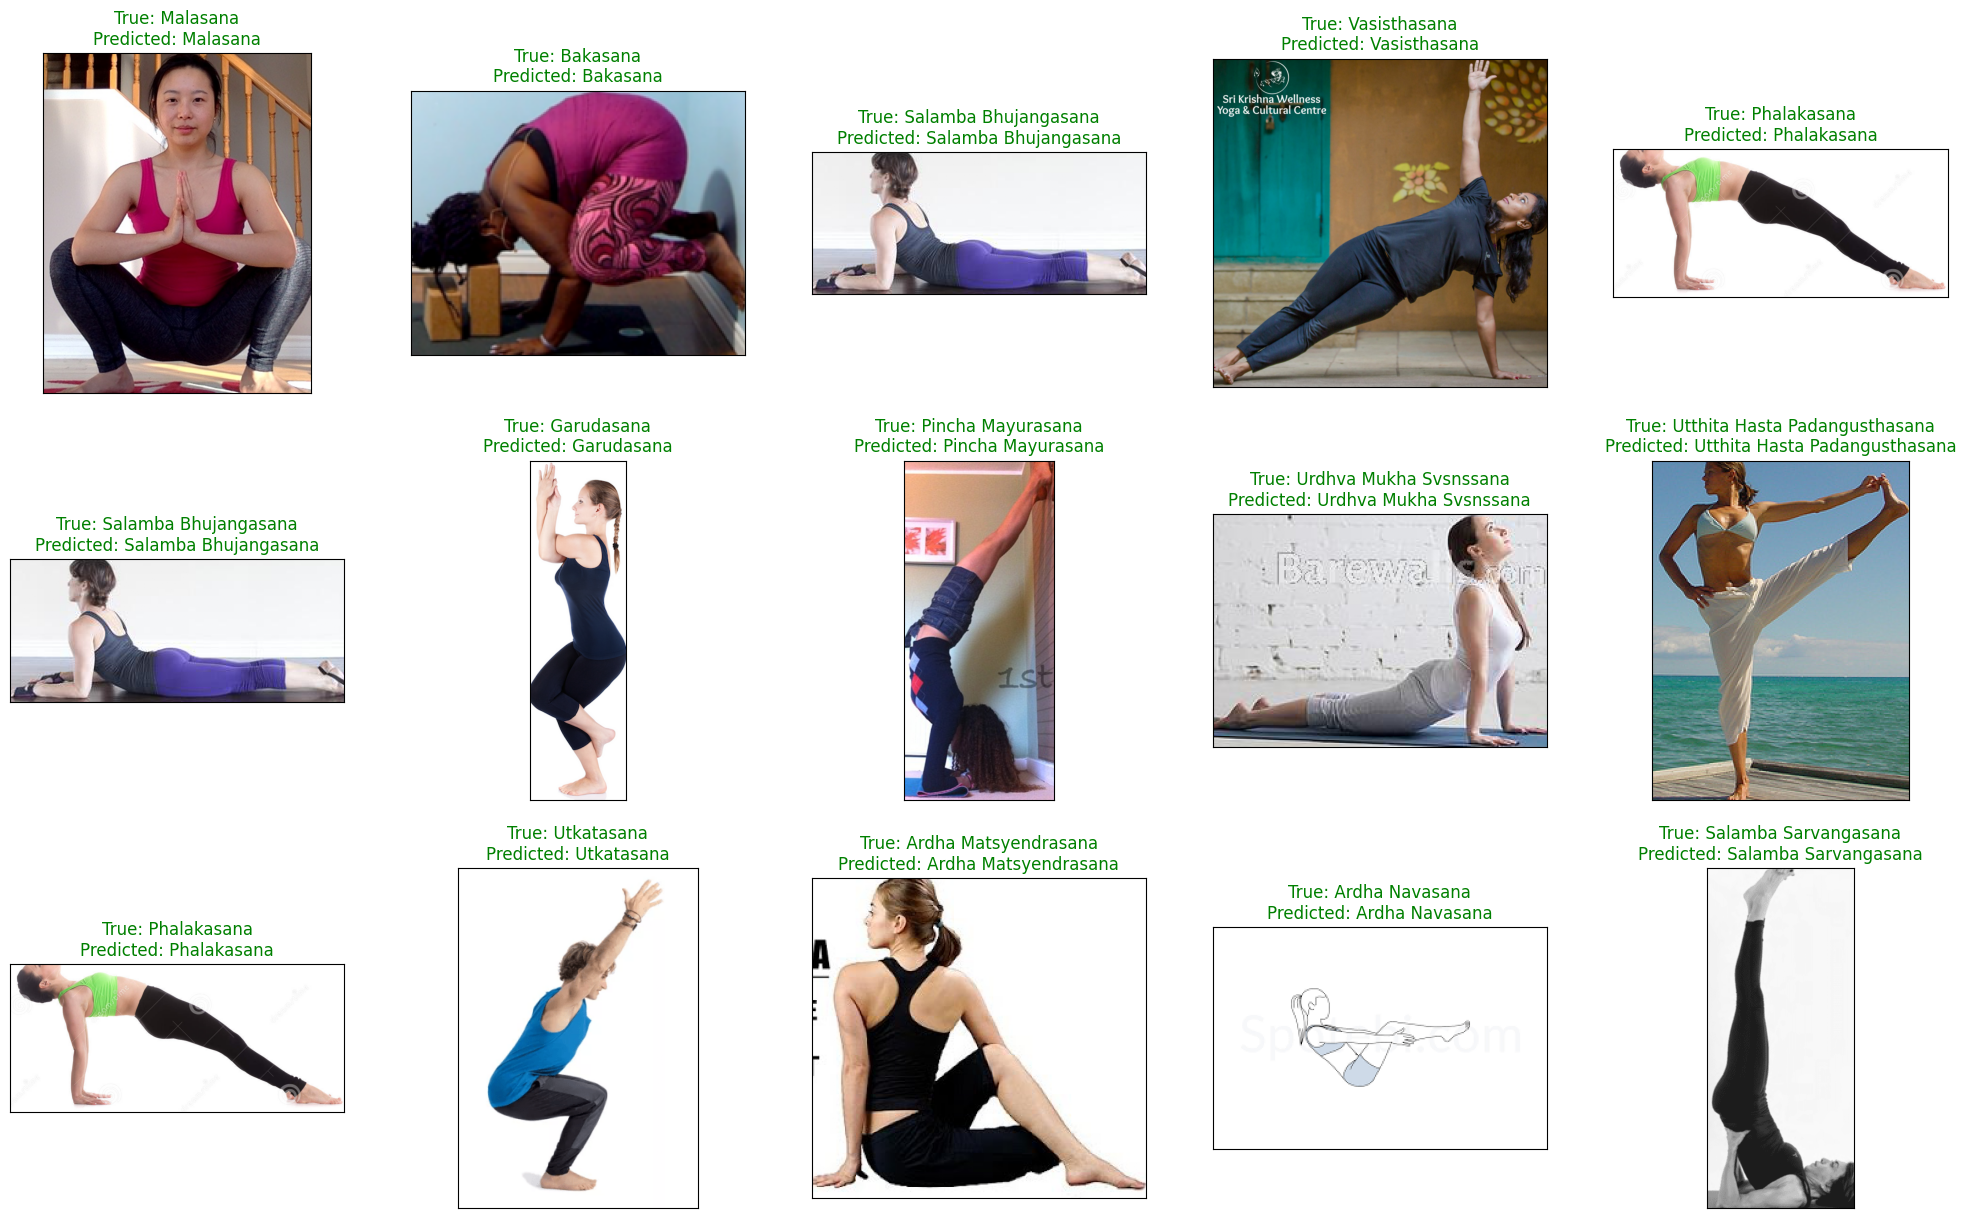 True: Malasana
Predicted: Malasana
True: Bakasana
Predicted: Bakasana
True: Salamba Bhujangasana
Predicted: Salamba Bhujangasana
True: Vasisthasana
Predicted: Vasisthasana
Sri Krishna Wellness
Yoga & Cultural Centre
True: Phalakasana
Predicted: Phalakasana
True: Salamba Bhujangasana
Predicted: Salamba Bhujangasana
True: Garudasana
Predicted: Garudasana
True: Pincha Mayurasana
Predicted: Pincha Mayurasana
1st
True: Urdhva Mukha Svsnssana
Predicted: Urdhva Mukha Svsnssana
Barewalls.com
True: Utthita Hasta Padangusthasana
Predicted: Utthita Hasta Padangusthasana
True: Phalakasana
Predicted: Phalakasana
True: Utkatasana
Predicted: Utkatasana
True: Ardha Matsyendrasana
Predicted: Ardha Matsyendrasana
A
E
T
True: Ardha Navasana
Predicted: Ardha Navasana
True: Salamba Sarvangasana
Predicted: Salamba Sarvangasana